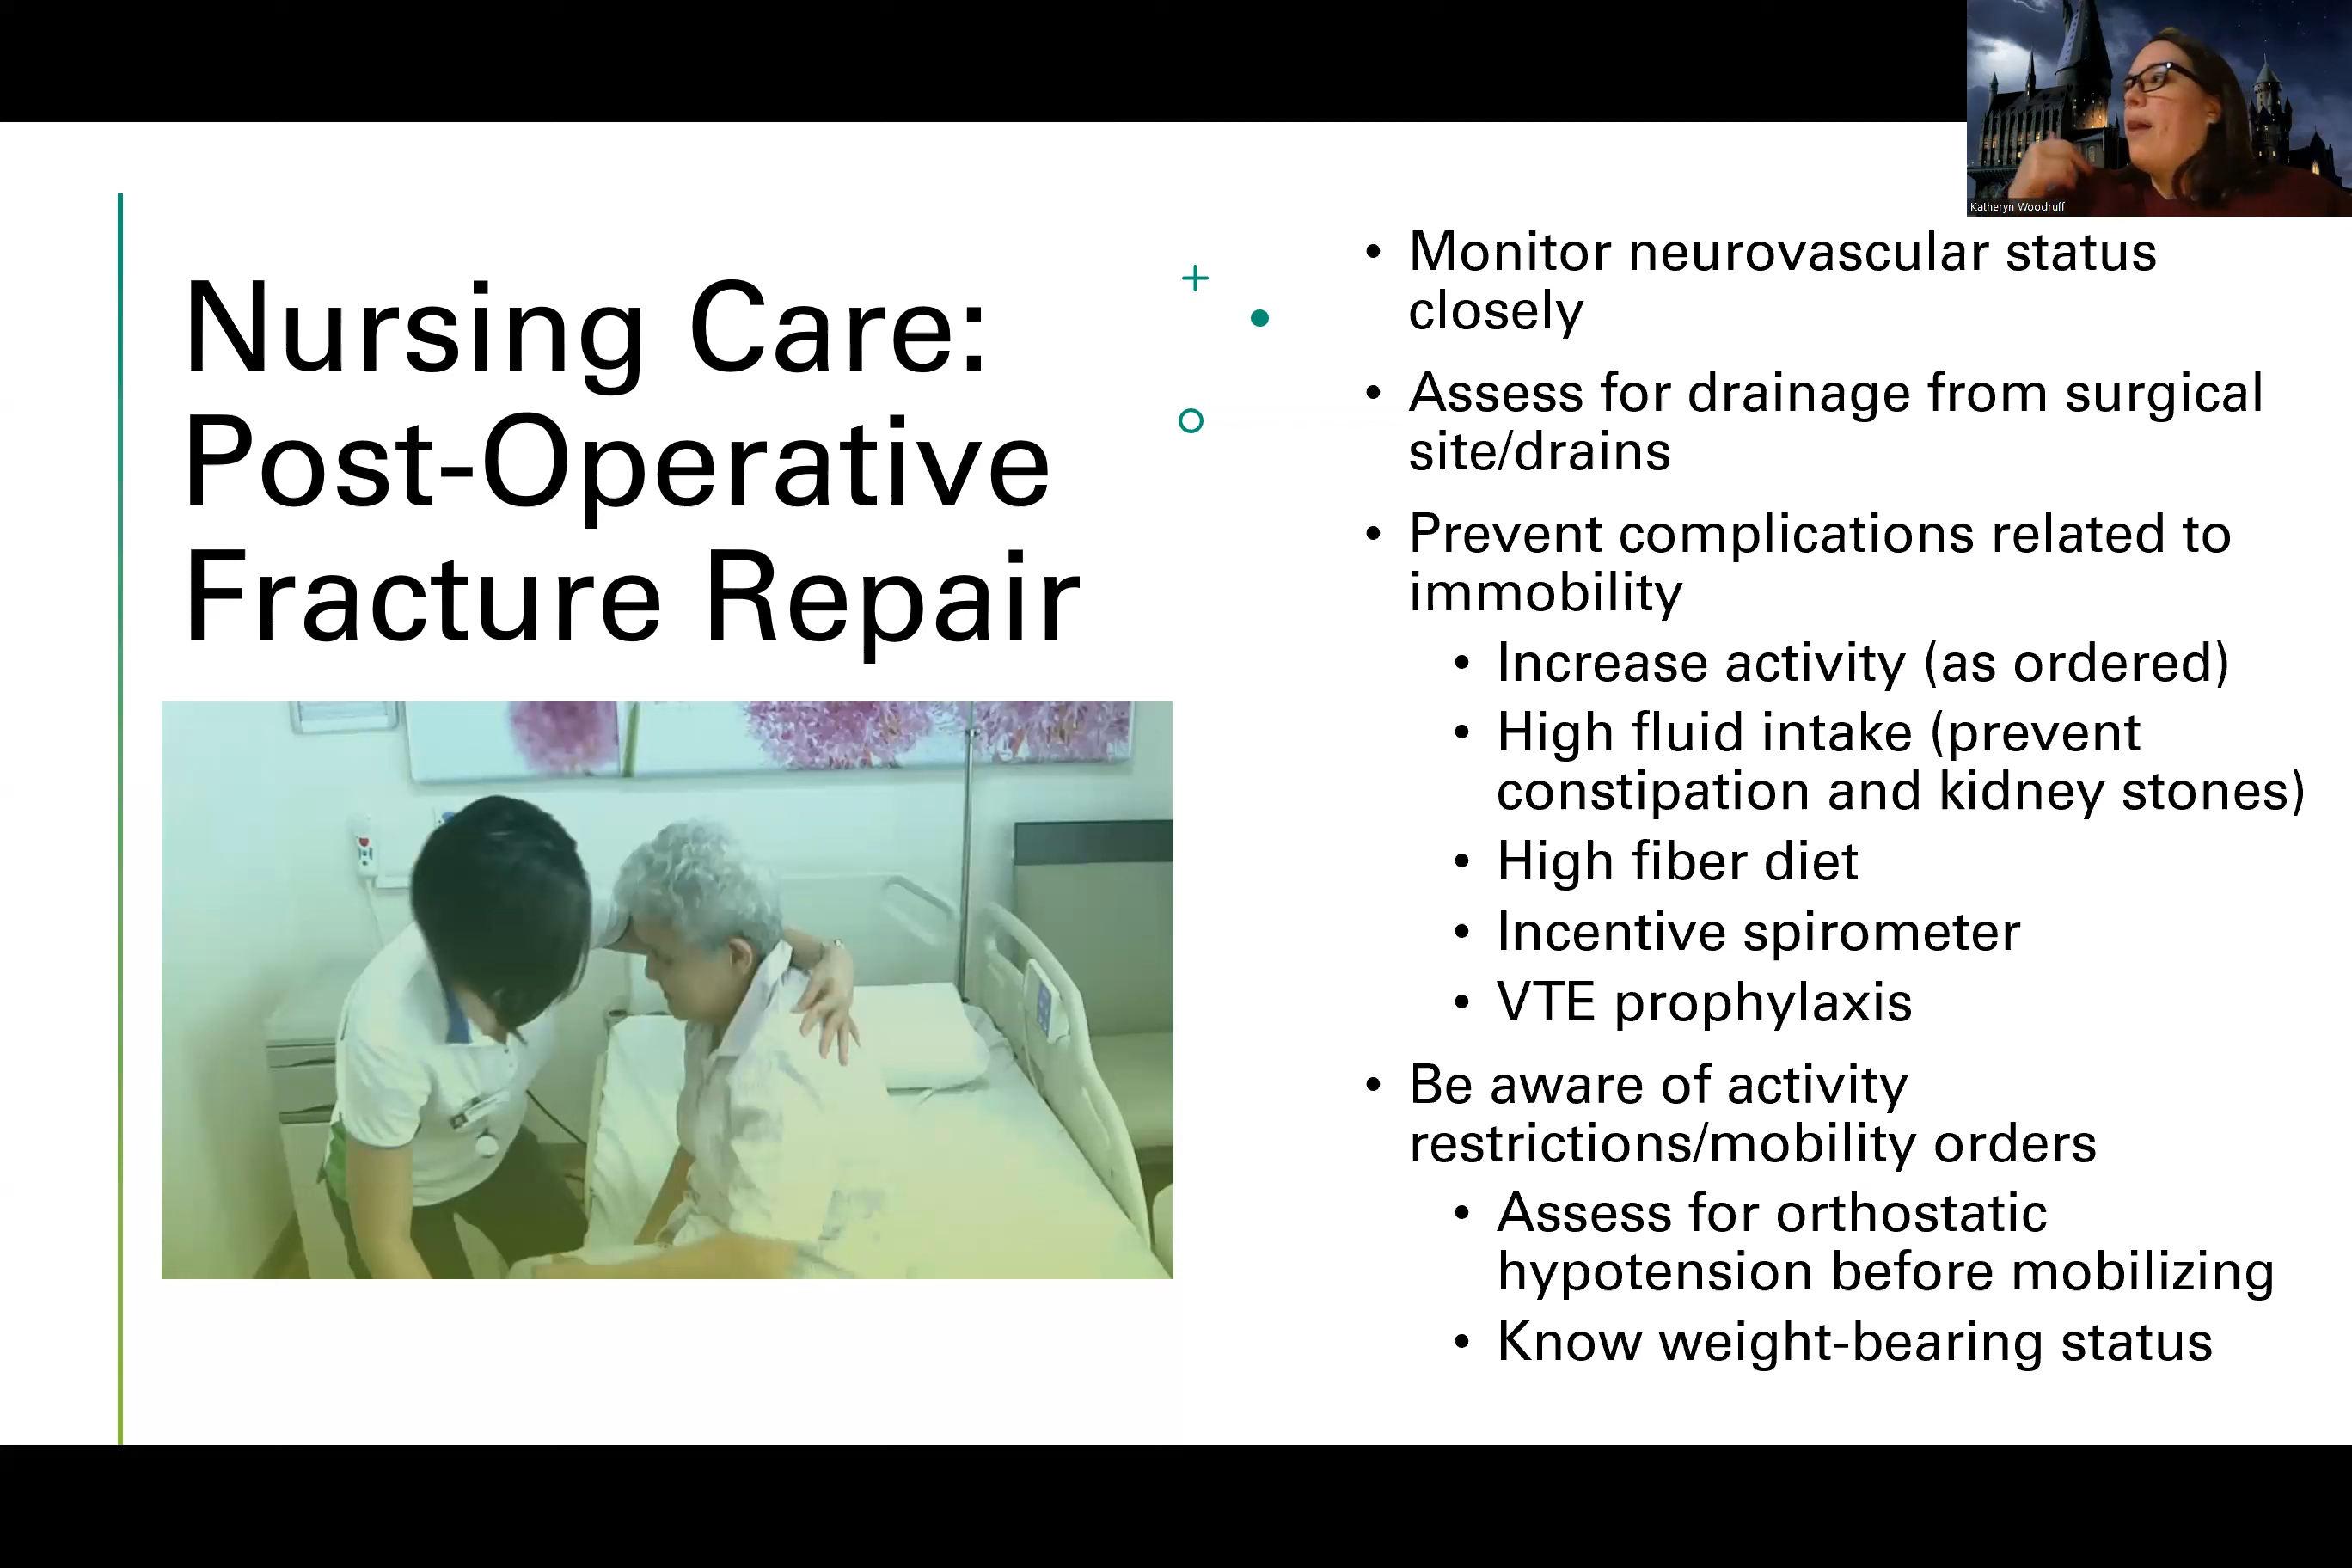 Katheryn Woodruff
Nursing Care:
Post-Operative
Fracture Repair
• Monitor neurovascular status
closely
• Assess for drainage from surgical
site/drains
• Prevent complications related to
immobility
• Increase activity (as ordered)
• High fluid intake (prevent
constipation and kidney stones)
• High fiber diet
• Incentive spirometer
• VTE prophylaxis
• Be aware of activity
restrictions/mobility orders
• Assess for orthostatic
hypotension before mobilizing
• Know weight-bearing status